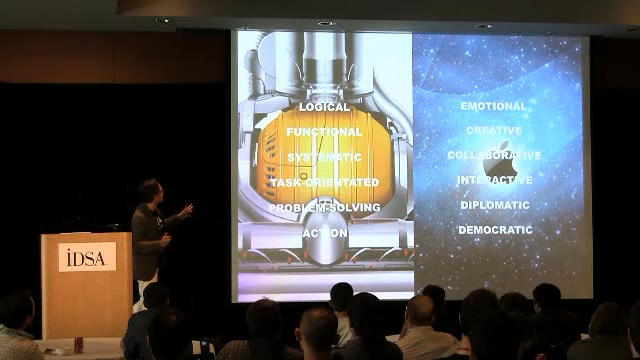 LOGICAL
FUNCTIONAL
SYSTEMATIC
TASK-ORIENTATED
PROBLEM-SOLVING
ACTION
EMOTIONAL
CREATIVE
COLLABORATIVE
INTERACTIVE
DIPLOMATIC
DEMOCRATIC
iDSA